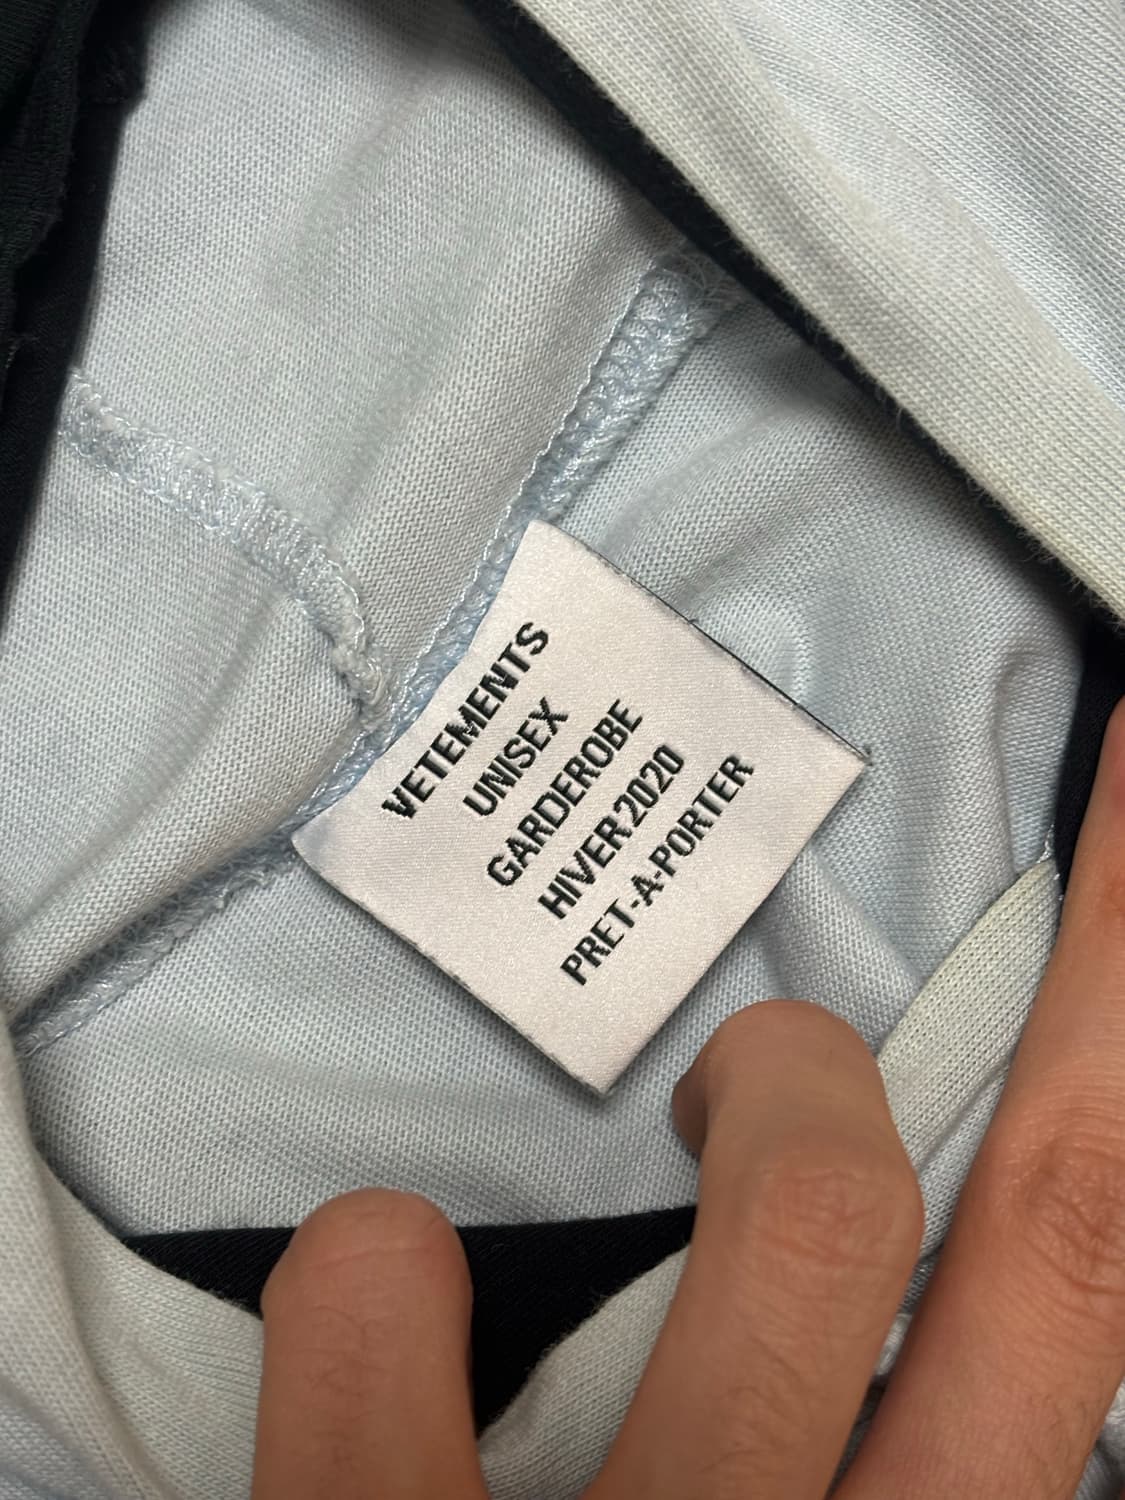 VETEMENTS
UNISEX
GARDEROBE
HIVER 2020
PRET-A-PORTER